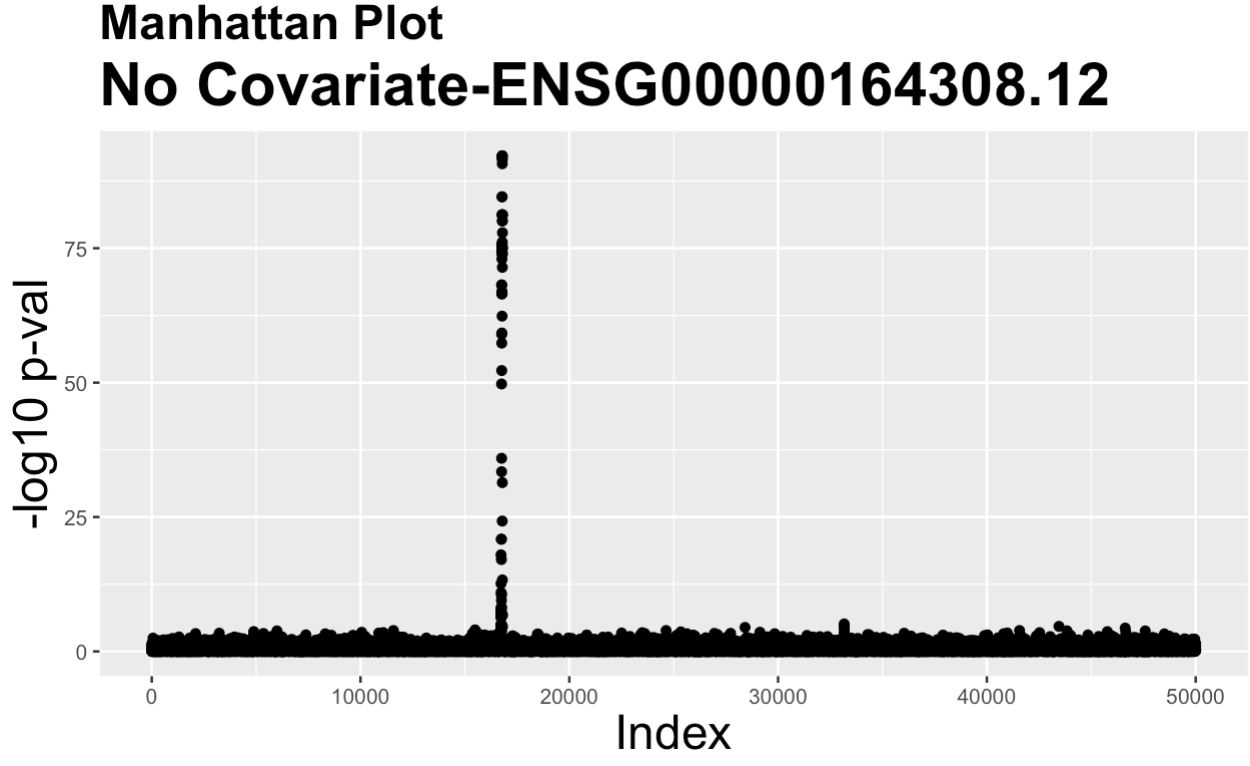 Manhattan Plot
No Covariate-ENSG00000164308.12
-log10 p-val
75
50
25
0
0 10000 20000 30000 40000 50000
Index